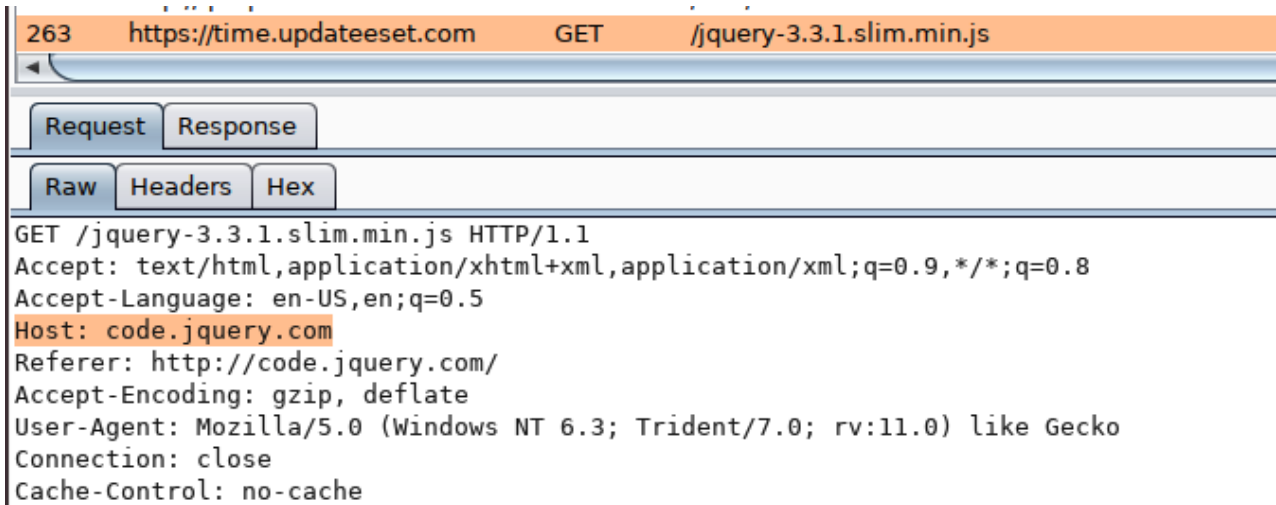 263 https://time.updateeset.com GET /jquery-3.3.1.slim.min.js
Request Response
Raw Headers Hex
GET /jquery-3.3.1.slim.min.js HTTP/1.1
Accept: text/html,application/xhtml+xml,application/xml;q=0.9,*/*;q=0.8
Accept-Language: en-US,en;q=0.5
Host: code.jquery.com
Referer: http://code.jquery.com/
Accept-Encoding: gzip, deflate
User-Agent: Mozilla/5.0 (Windows NT 6.3; Trident/7.0; rv:11.0) like Gecko
Connection: close
Cache-Control: no-cache